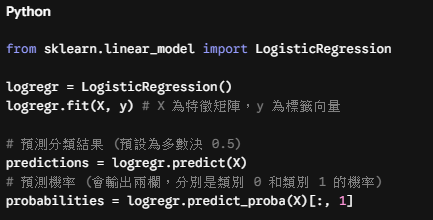 Python
from sklearn.linear_model import LogisticRegression
logregr = LogisticRegression()
logregr.fit(X, y) # X 為特徵矩陣，y 為標籤向量
# 預測分類結果 (預設為多數決 0.5)
predictions = logregr.predict(X)
# 預測機率 (會輸出兩欄，分別是類別 0 和類別 1 的機率)
probabilities = logregr.predict_proba(X)[:, 1]